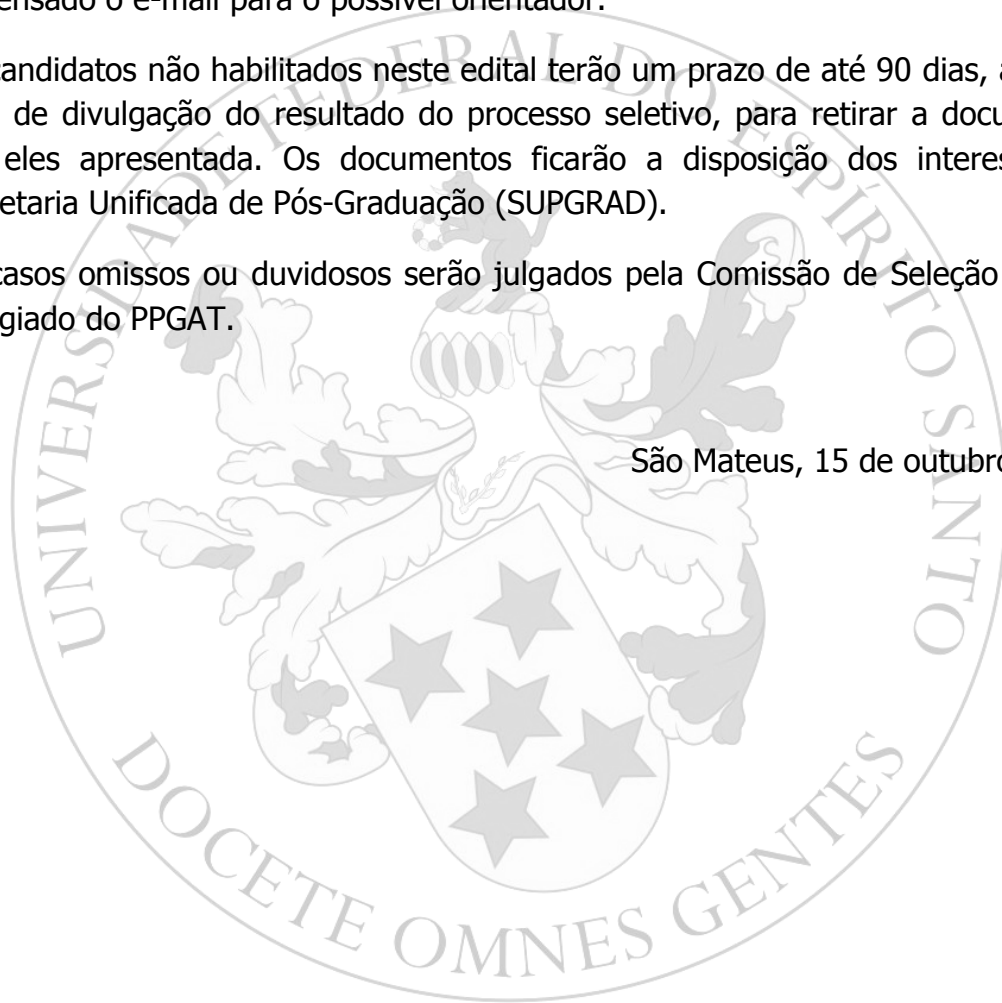 ensado o e-mail para o possível orientador.
candidatos não habilitados neste edital terão um prazo de até 90 dias, a
de divulgação do resultado do processo seletivo, para retirar a docu
eles apresentada. Os documentos ficarão a disposição dos interes
etaria Unificada de Pós-Graduação (SUPGRAD).
casos omissos ou duvidosos serão julgados pela Comissão de Seleção
giado do PPGAT.
São Mateus, 15 de outubro
UNIVERSIDADE FEDERAL DO ESPÍRITO SANTO
DOCETE OMNES GENTES